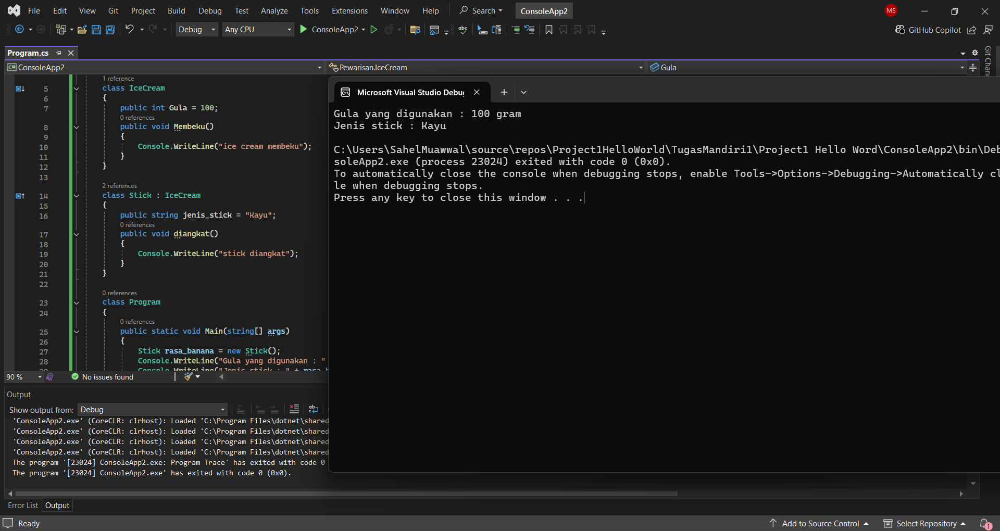 File Edit View Git Project Build Debug Test Analyze Tools Extensions Window Help Search ConsoleApp2 MS
Debug Any CPU ConsoleApp2 GitHub Copilot
Program.cs
ConsoleApp2 Pewarisan.IceCream Gula
1 reference
5 class IceCream
6 {
7 public int Gula = 100;
0 references
8 public void Membeku()
9 {
10 Console.WriteLine("ice cream membeku");
11 }
12 }
13
2 references
14 class Stick : IceCream
15 {
16 public string jenis_stick = "Kayu";
0 references
17 public void diangkat()
18 {
19 Console.WriteLine("stick diangkat");
20 }
21 }
22
0 references
23 class Program
24 {
0 references
25 public static void Main(string[] args)
26 {
27 Stick rasa_banana = new Stick();
28 Console.WriteLine("Gula yang digunakan : "
Console.WriteLine("Jenis stick : " +
90 % No issues found
Microsoft Visual Studio Debu
Gula yang digunakan : 100 gram
Jenis stick : Kayu
C:\Users\SahelMuawwal\source\repos\Project1HelloWorld\TugasMandiri1\Project1 Hello Word\ConsoleApp2\bin\Deb
soleApp2.exe (process 23024) exited with code 0 (0x0).
To automatically close the console when debugging stops, enable Tools->Options->Debugging->Automatically cl
le when debugging stops.
Press any key to close this window . . .
Output
Show output from: Debug
'ConsoleApp2.exe' (CoreCLR: clrhost): Loaded 'C:\Program Files\dotnet\shared
'ConsoleApp2.exe' (CoreCLR: clrhost): Loaded 'C:\Program Files\dotnet\shared
'ConsoleApp2.exe' (CoreCLR: clrhost): Loaded 'C:\Program Files\dotnet\shared
'ConsoleApp2.exe' (CoreCLR: clrhost): Loaded 'C:\Program Files\dotnet\shared
The program '[23024] ConsoleApp2.exe: Program Trace' has exited with code 0
The program '[23024] ConsoleApp2.exe' has exited with code 0 (0x0).
Error List Output
Ready Add to Source Control Select Repository 1